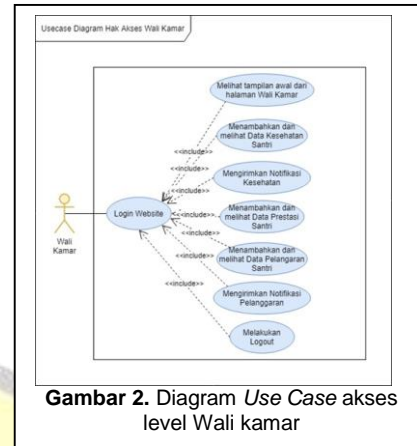 Usecase Diagram Hak Akses Wali Kamar
Melihat tampilan awal dari
halaman Wali Kamar
<<include>>
Menambahkan dan
melihat Data Kesehatan
Santri
<<include>>
<<include>>
Mengirimkan Notifikasi
Kesehatan
Login Website
<<include>>
Menambahkan dan
melihat Data Prestasi
Santri
Wali
Kamar
<<include>>
Menambahkan dan
melihat Data Pelangaran
Santri
<<include>>
Mengirimkan Notifikasi
Pelanggaran
<<include>>
Melakukan
Logout
Gambar 2. Diagram Use Case akses
level Wali kamar